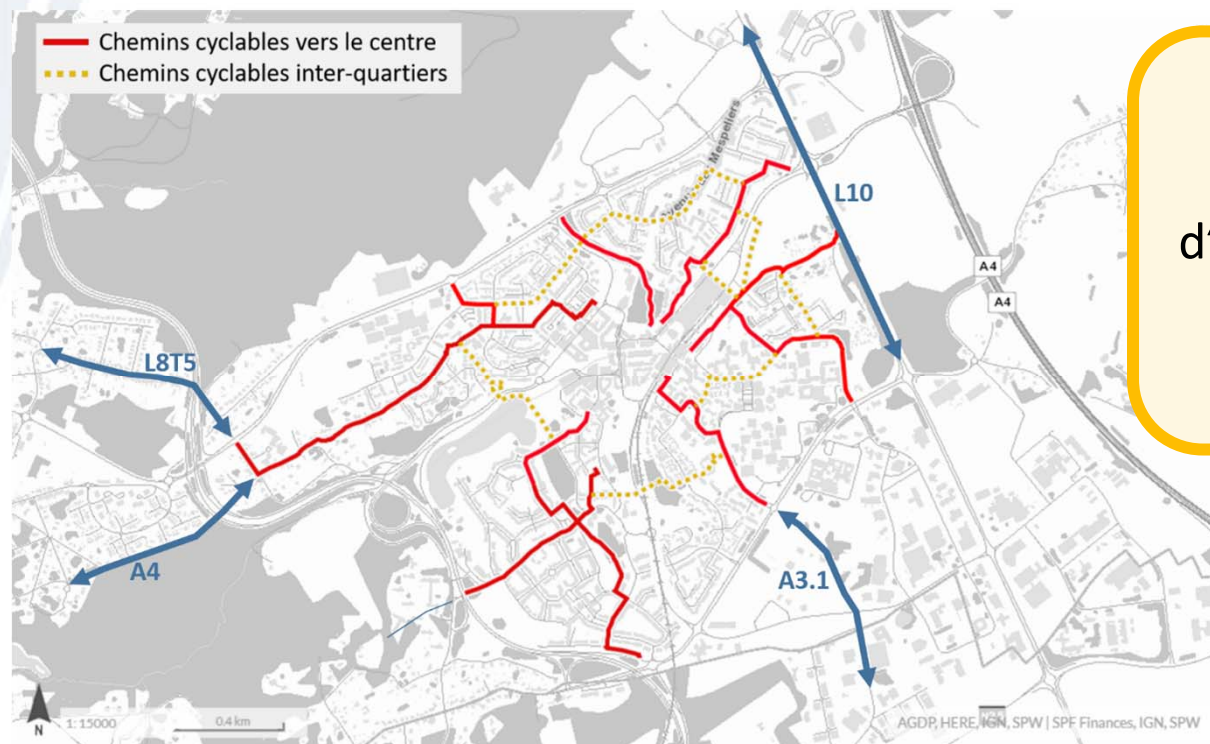 Chemins cyclables vers le centre
Chemins cyclables inter-quartiers
Mespeliers
L10
d'
A4
A4
L8T5
A4
A3.1
N
1: 15000
0.4 km
AGDP, HERE, IGN, SPW | SPF Finances, IGN, SPW